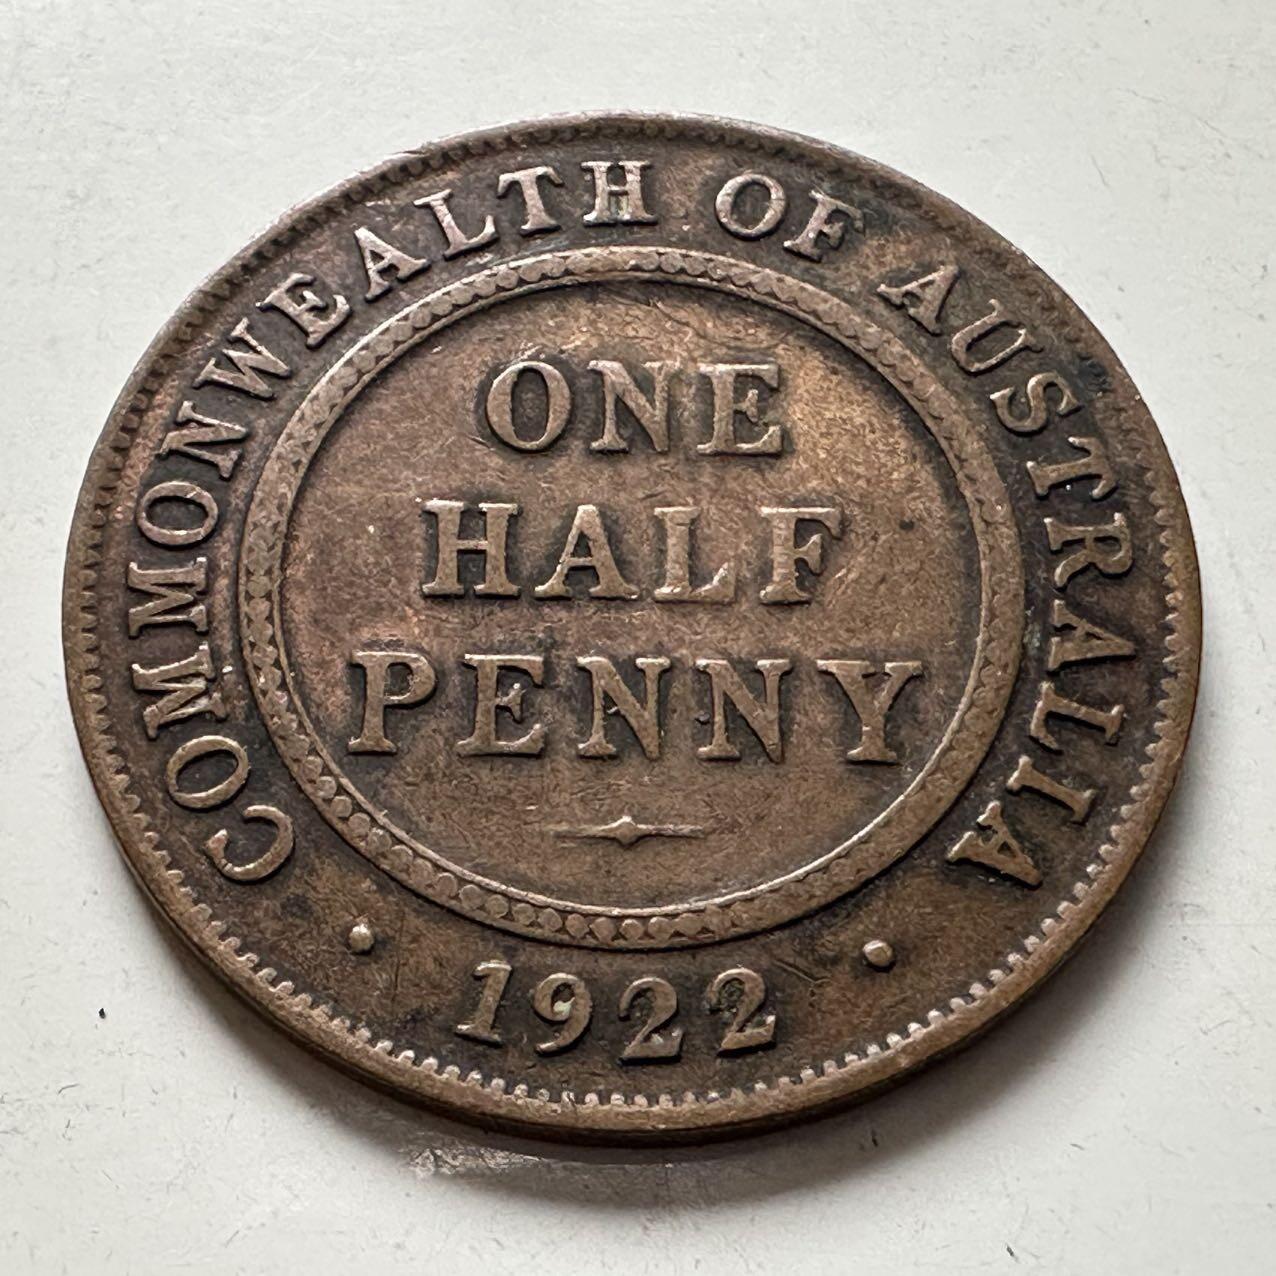 COMMONWEALTH OF AUSTRALIA
ONE
HALF
PENNY
1922